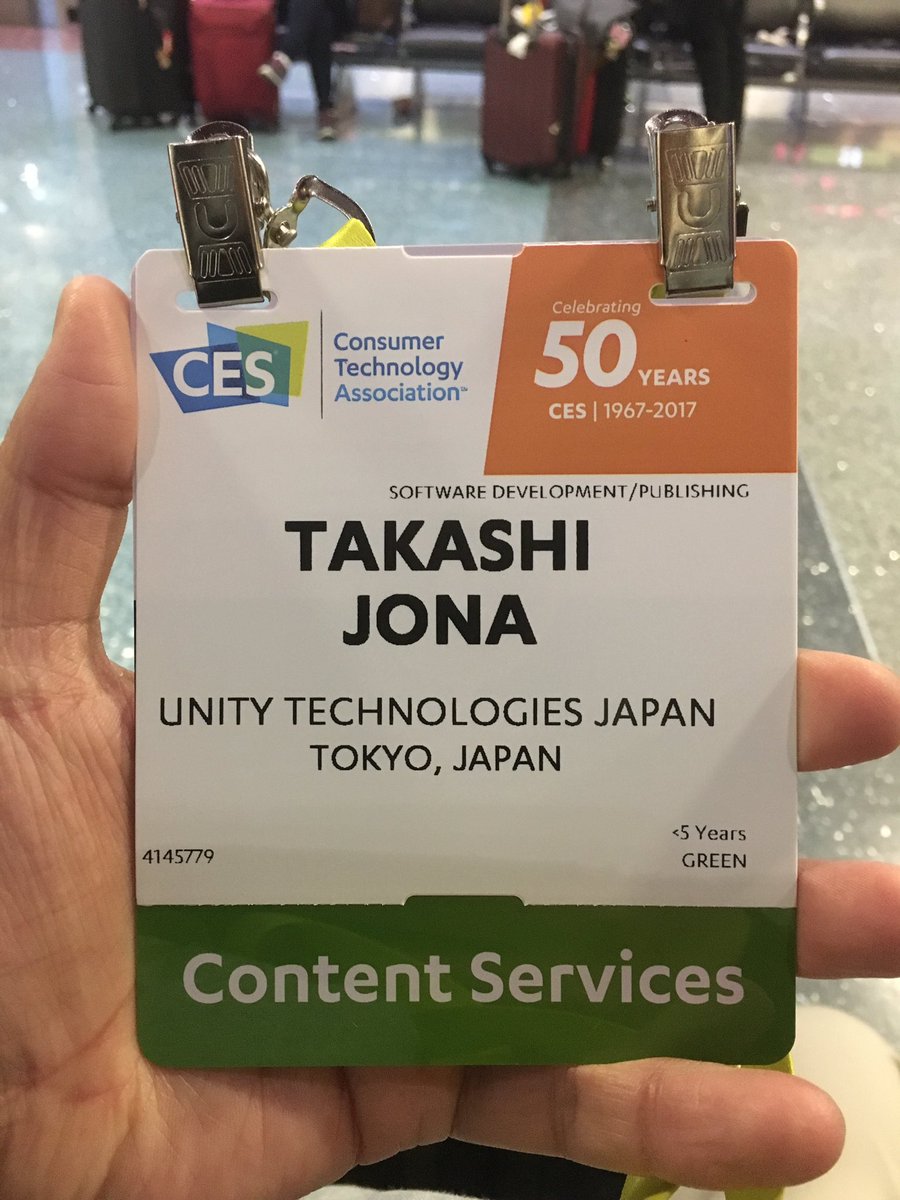 CES
Consumer
Technology
Association
Celebrating
50 YEARS
CES | 1967-2017
SOFTWARE DEVELOPMENT/PUBLISHING
TAKASHI
JONA
UNITY TECHNOLOGIES JAPAN
TOKYO, JAPAN
<5 Years
4145779
GREEN
Content Services